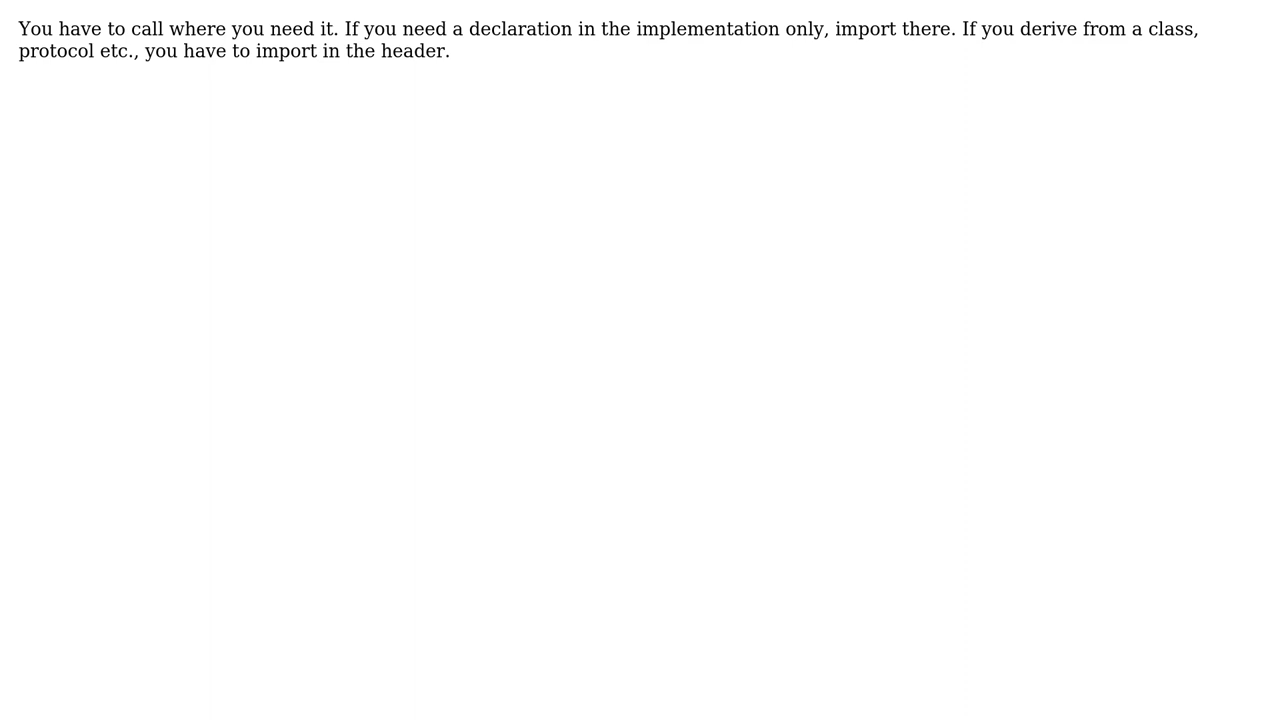 You have to call where you need it. If you need a declaration in the implementation only, import there. If you derive from a class,
protocol etc., you have to import in the header.